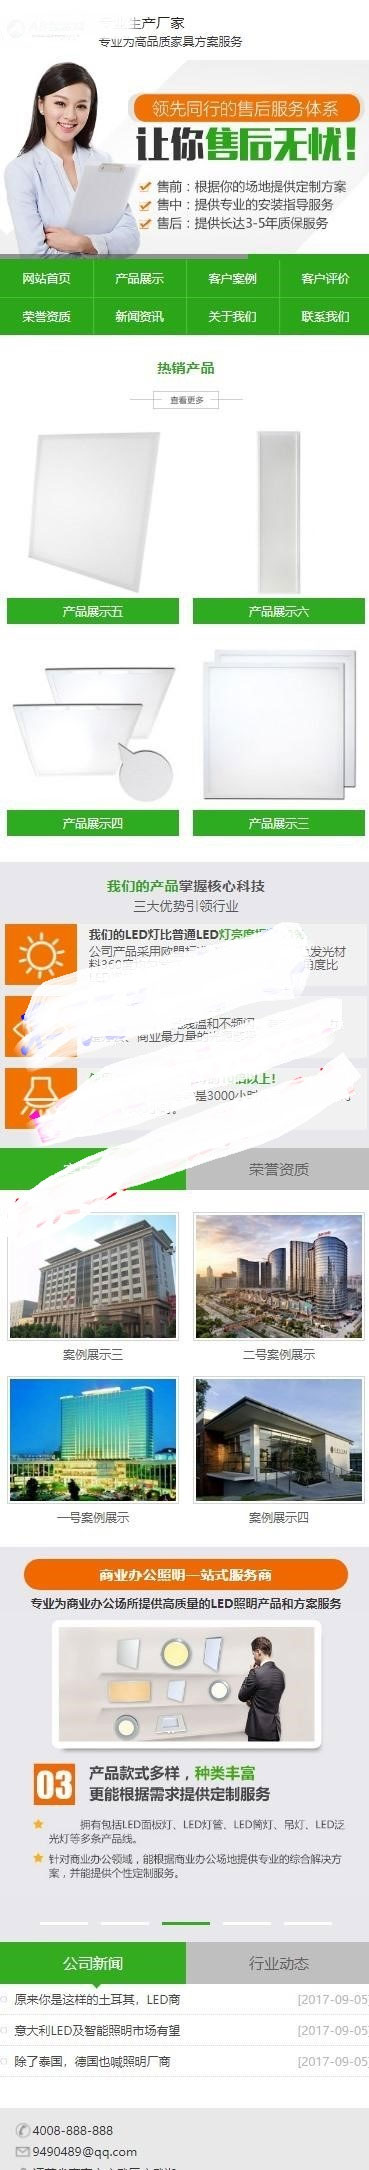 专业生产厂家
专业为高品质家具方案服务
领先同行的售后服务体系
让你售后无忧!
售前：根据你的场地提供定制方案
售中：提供专业的安装指导服务
售后：提供长达3-5年质保服务
网站首页 产品展示 客户案例 客户评价
荣誉资质 新闻资讯 关于我们 联系我们
热销产品
查看更多
产品展示五 产品展示六
产品展示四 产品展示三
我们的产品掌握核心科技
三大优势引领行业
我们的LED灯比普通LED灯亮度
公司产品采用欧盟 发光材
料360 角度比
温和不频闪
、商业最力量的
以上!
是3000小时
荣誉资质
案例展示三 二号案例展示
一号案例展示 案例展示四
商业办公照明一站式服务商
专业为商业办公场所提供高质量的LED照明产品和方案服务
03 产品款式多样，种类丰富
更能根据需求提供定制服务
拥有包括LED面板灯、LED灯管、LED筒灯、吊灯、LED泛
光灯等多条产品线。
针对商业办公领域，能根据商业办公场地提供专业的综合解决方
案，并能提供个性定制服务。
公司新闻 行业动态
原来你是这样的土耳其，LED商 [2017-09-05]
意大利LED及智能照明市场有望 [2017-09-05]
除了泰国，德国也喊照明厂商 [2017-09-05]
4008-888-888
9490489@qq.com